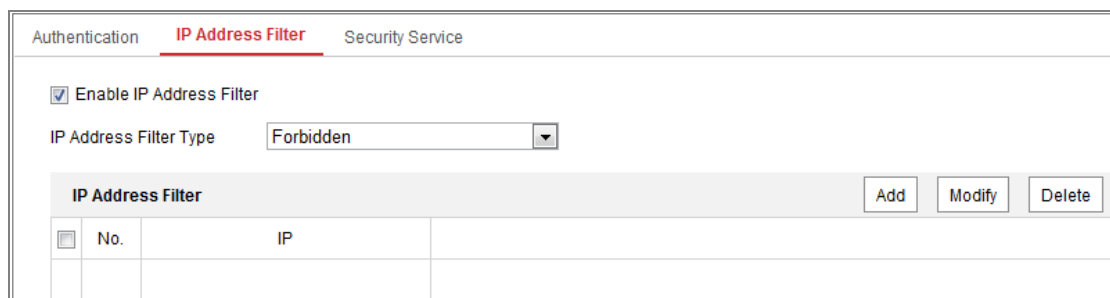 Authentication IP Address Filter Security Service
Enable IP Address Filter
IP Address Filter Type Forbidden
IP Address Filter Add Modify Delete
No. IP